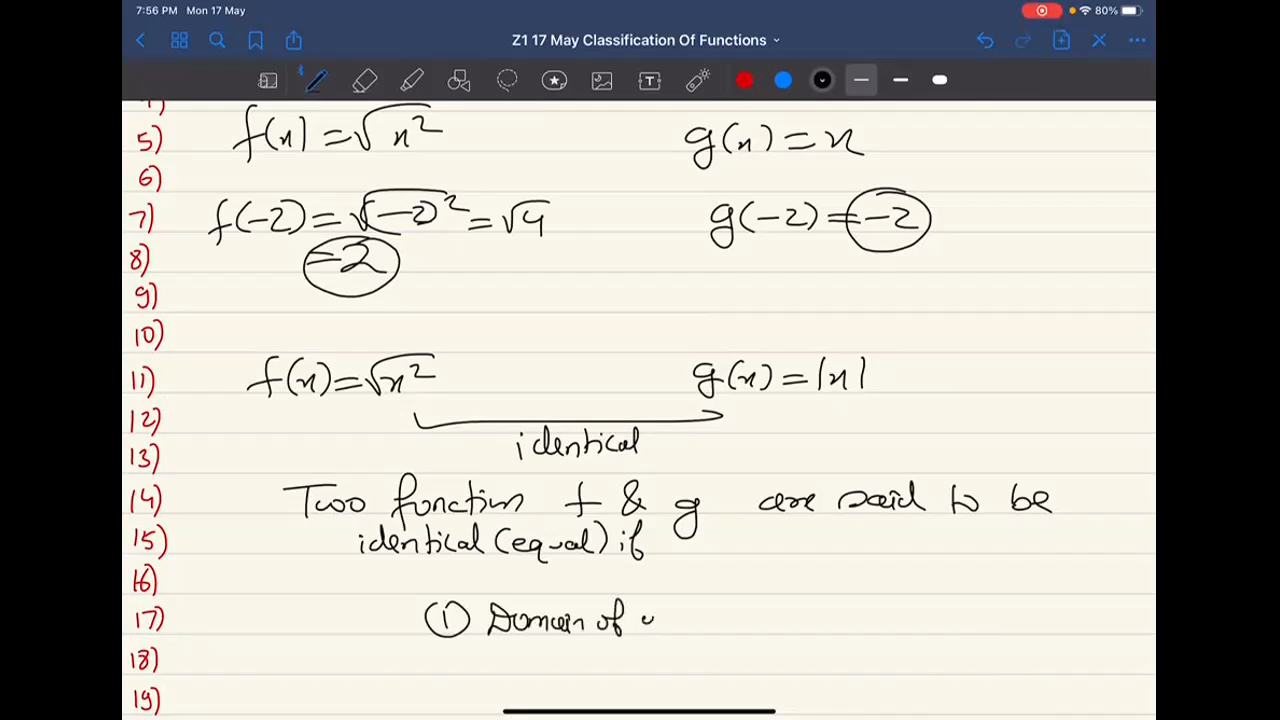 7:56 PM Mon 17 May
80%
Z1 17 May Classification Of Functions
5) f(x) = √x² g(x) = x
6)
7) f(-2) = √(-2)² = √4 g(-2) = -2
8) = 2
9)
10)
11) f(x) = √x² g(x) = |x|
12)
identical
13)
14) Two function f & g are said to be
15) identical (equal) if
16)
17) ① Domain of
18)
19)